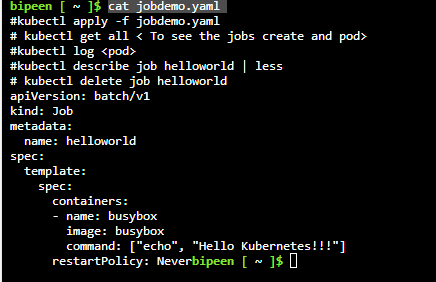 bipeen [ ~ ]$ cat jobdemo.yaml
#kubectl apply -f jobdemo.yaml
# kubectl get all < To see the jobs create and pod>
#kubectl log <pod>
#kubectl describe job helloworld | less
# kubectl delete job helloworld
apiVersion: batch/v1
kind: Job
metadata:
  name: helloworld
spec:
  template:
    spec:
      containers:
      - name: busybox
        image: busybox
        command: ["echo", "Hello Kubernetes!!!"]
      restartPolicy: Neverbipeen [ ~ ]$